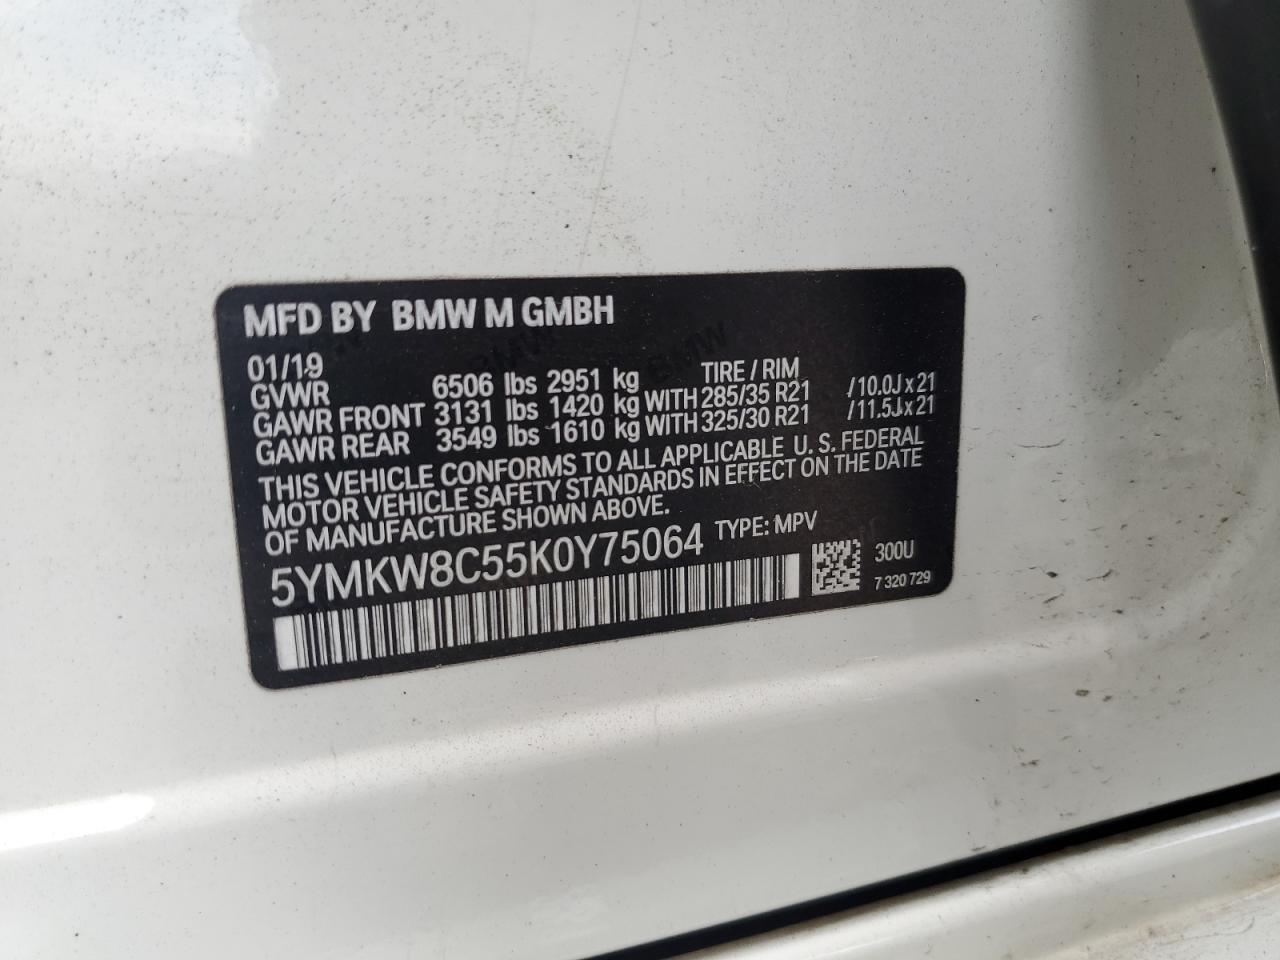 MFD BY BMW M GMBH
01/19
TIRE / RIM
GVWR 6506 lbs 2951 kg
GAWR FRONT 3131 lbs 1420 kg WITH 285/35 R21 /10.0J x 21
GAWR REAR 3549 lbs 1610 kg WITH 325/30 R21 /11.5J x 21
THIS VEHICLE CONFORMS TO ALL APPLICABLE U. S. FEDERAL
MOTOR VEHICLE SAFETY STANDARDS IN EFFECT ON THE DATE
OF MANUFACTURE SHOWN ABOVE.
5YMKW8C55K0Y75064 TYPE: MPV
300U
7 320 729